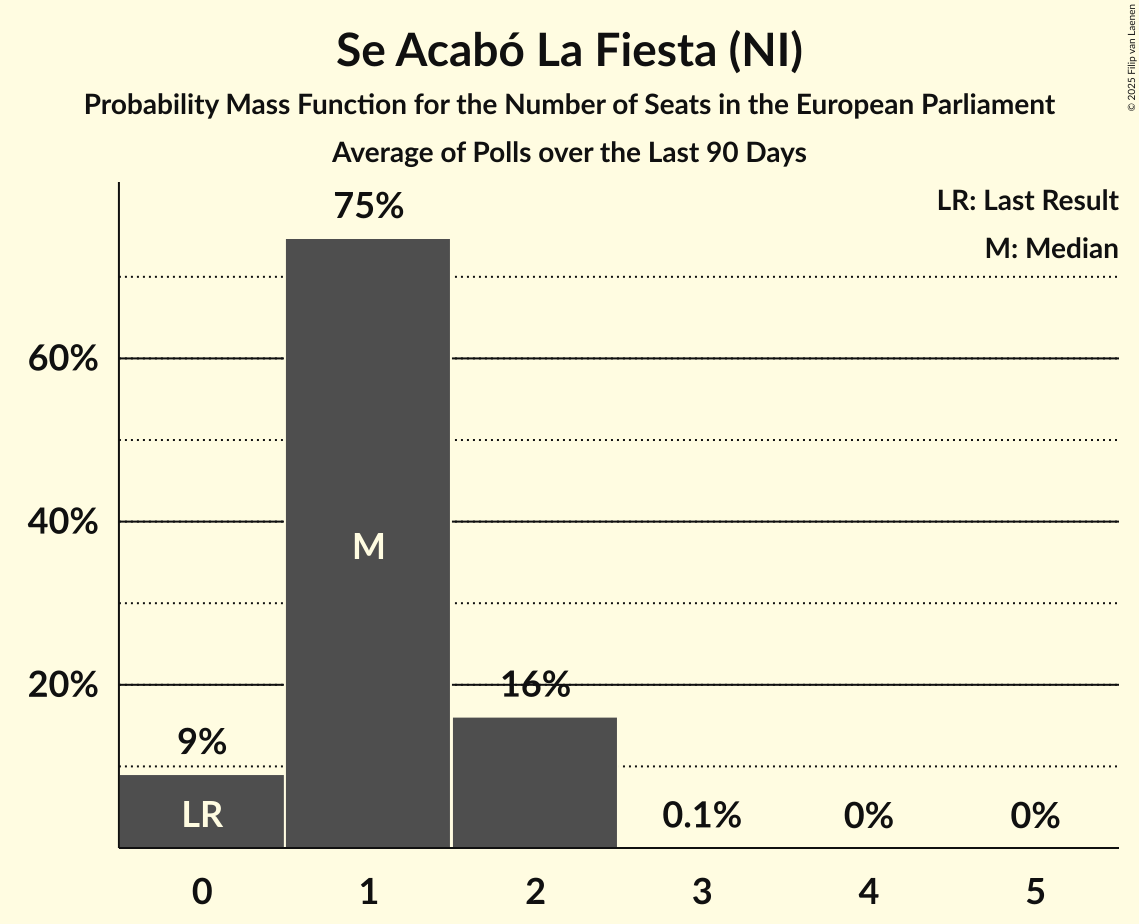 Se Acabó La Fiesta (NI)
Probability Mass Function for the Number of Seats in the European Parliament
Average of Polls over the Last 90 Days
© 2025 Filip van Laenen
LR: Last Result
M: Median
75%
60%
40%
M
20%
16%
9%
LR
0.1%
0%
0%
0 1 2 3 4 5